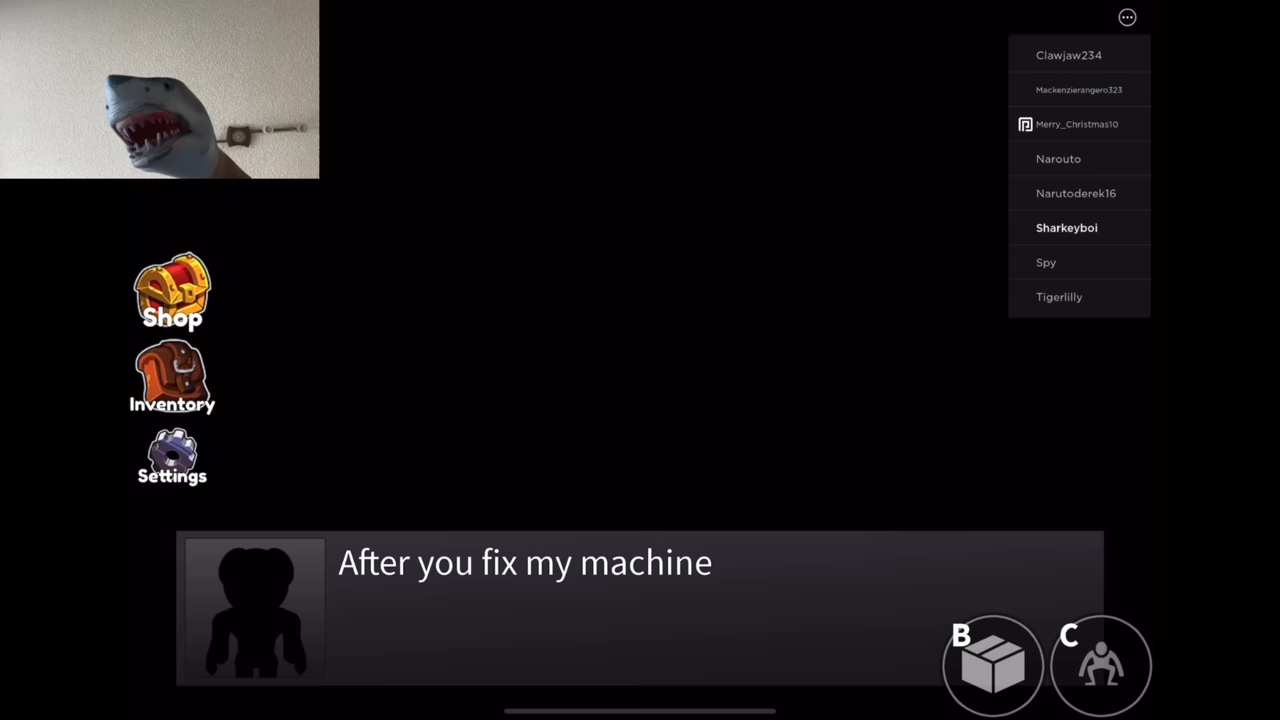 Clawjaw234
Mackenzierangero323
Merry_Christmas10
Narouto
Narutoderek16
Sharkeyboi
Spy
Tigerlilly
Shop
Inventory
Settings
After you fix my machine
B
C